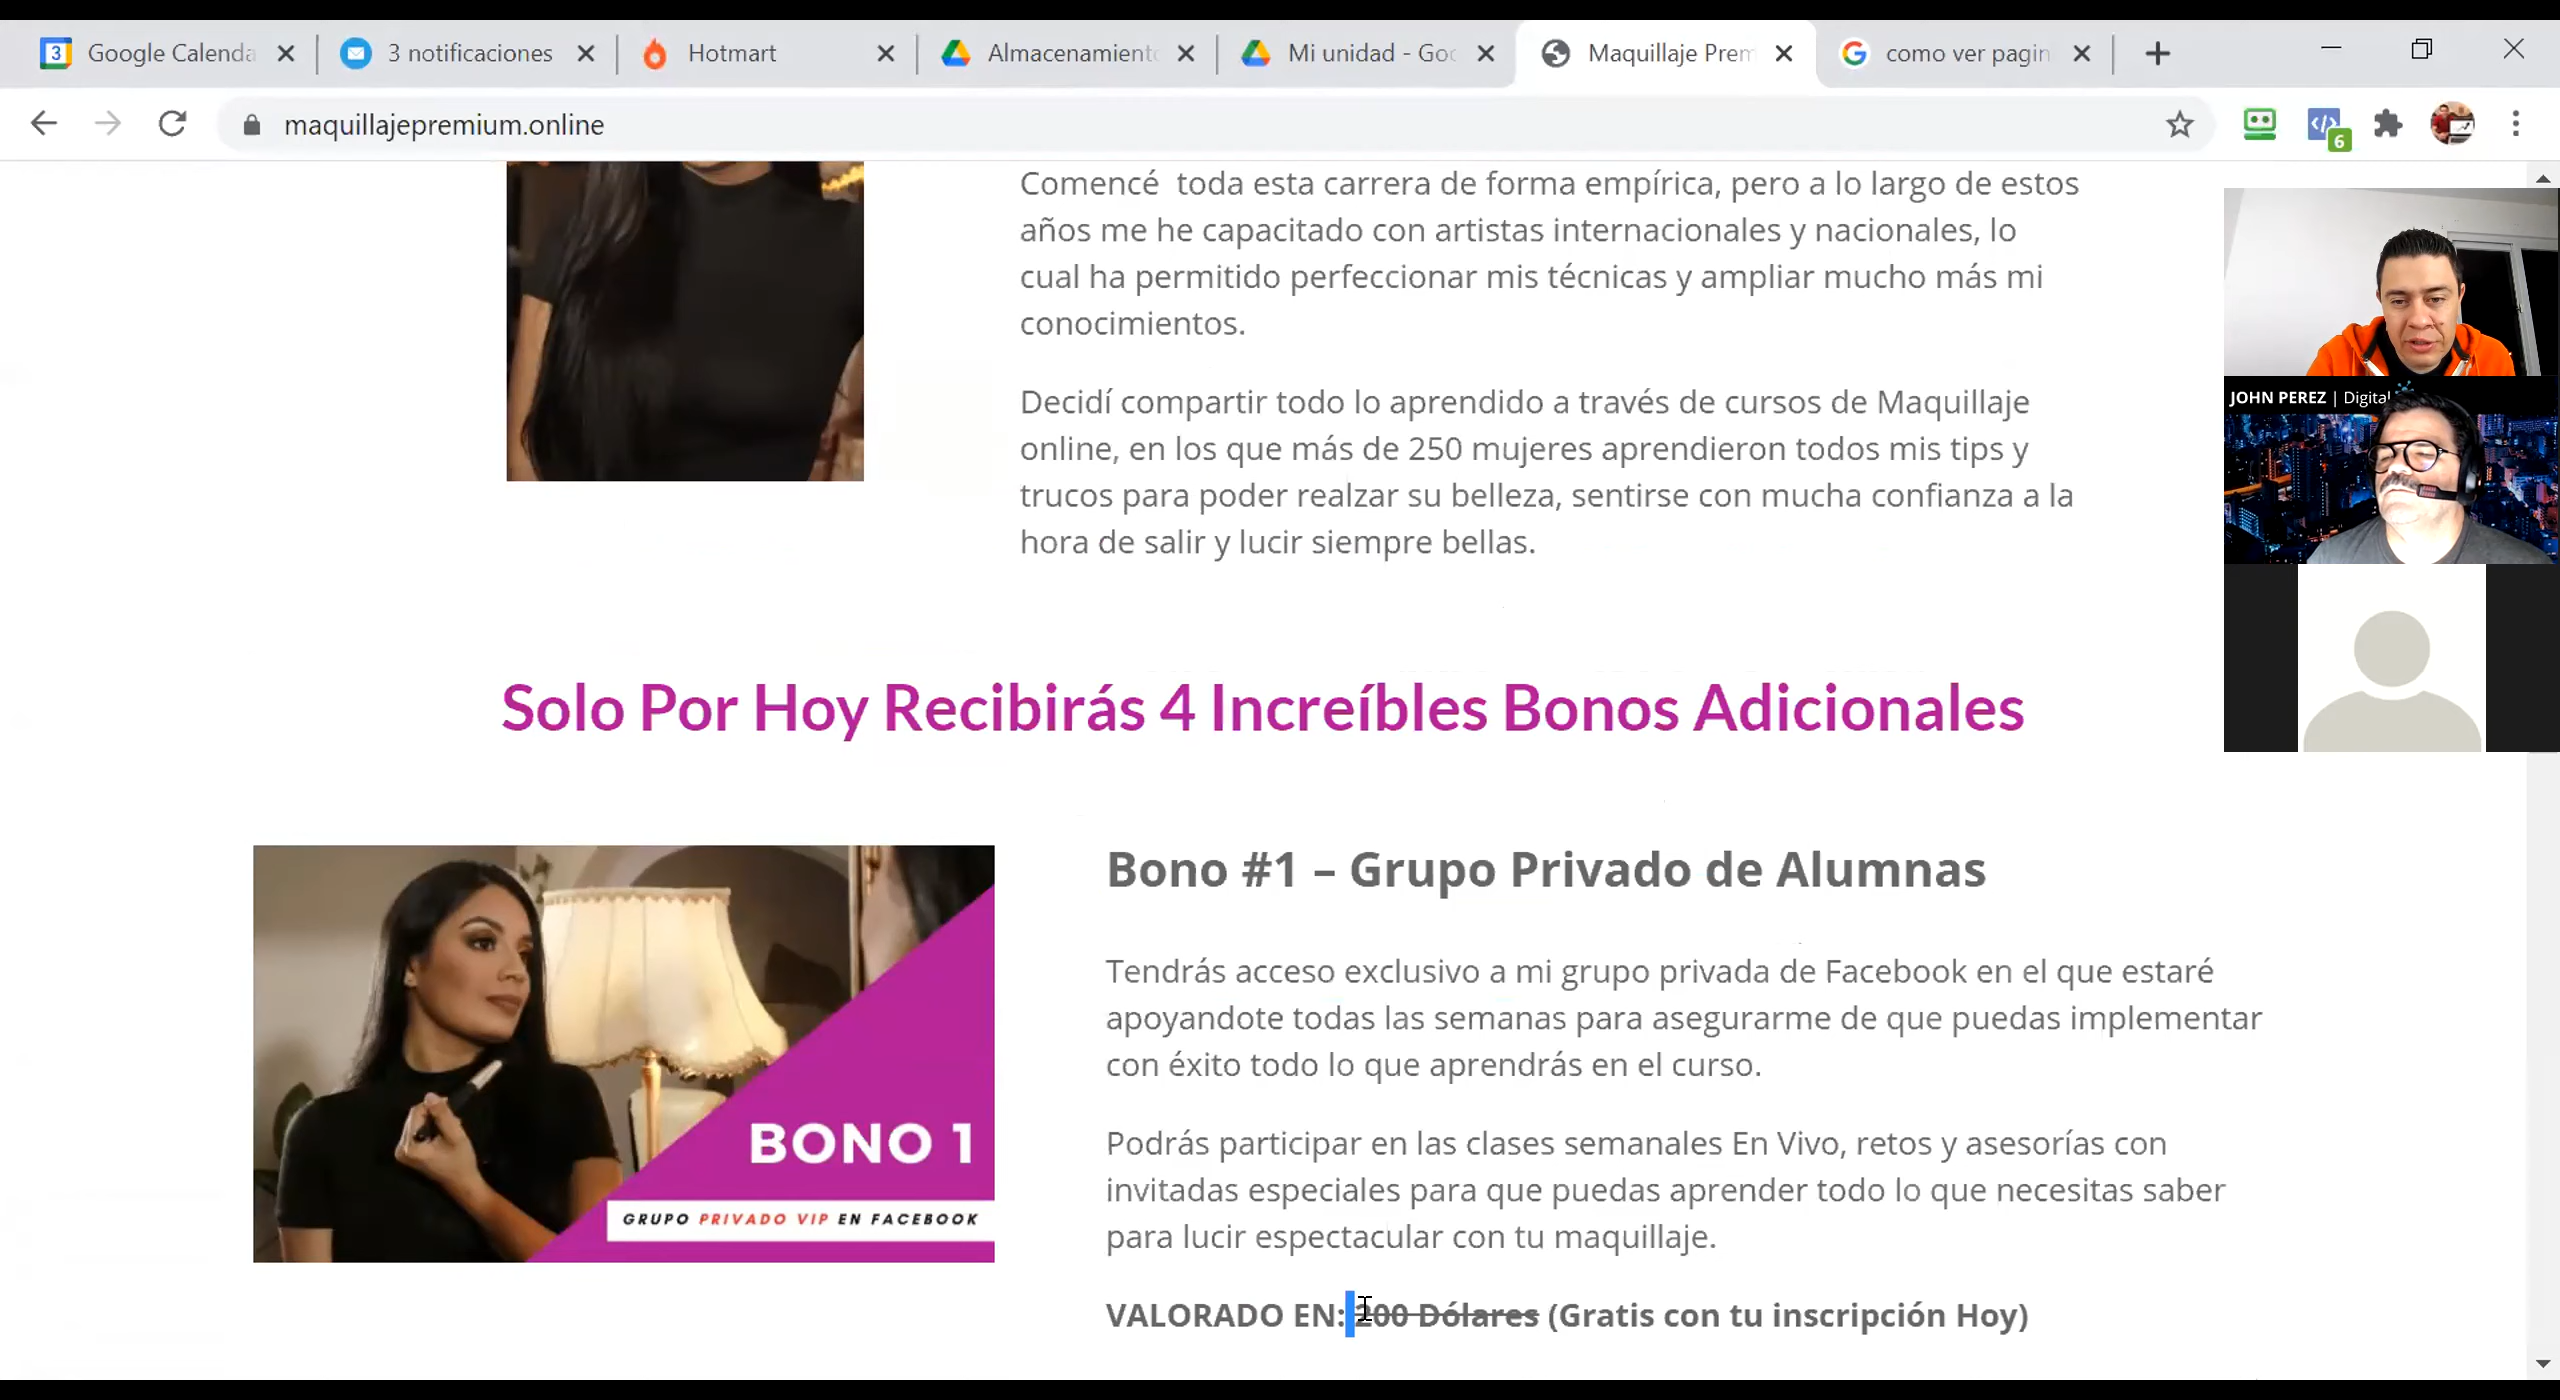 Google Calenda
3 notificaciones
Hotmart
Almacenamient
Mi unidad - Goo
Maquillaje Prem
como ver pagin
maquillajepremium.online
6
Comencé toda esta carrera de forma empírica, pero a lo largo de estos
años me he capacitado con artistas internacionales y nacionales, lo
cual ha permitido perfeccionar mis técnicas y ampliar mucho más mi
conocimientos.
Decidí compartir todo lo aprendido a través de cursos de Maquillaje
online, en los que más de 250 mujeres aprendieron todos mis tips y
trucos para poder realzar su belleza, sentirse con mucha confianza a la
hora de salir y lucir siempre bellas.
JOHN PEREZ | Digital
Solo Por Hoy Recibirás 4 Increíbles Bonos Adicionales
BONO 1
GRUPO PRIVADO VIP EN FACEBOOK
Bono #1 – Grupo Privado de Alumnas
Tendrás acceso exclusivo a mi grupo privada de Facebook en el que estaré
apoyandote todas las semanas para asegurarme de que puedas implementar
con éxito todo lo que aprendrás en el curso.
Podrás participar en las clases semanales En Vivo, retos y asesorías con
invitadas especiales para que puedas aprender todo lo que necesitas saber
para lucir espectacular con tu maquillaje.
VALORADO EN: 200 Dólares (Gratis con tu inscripción Hoy)